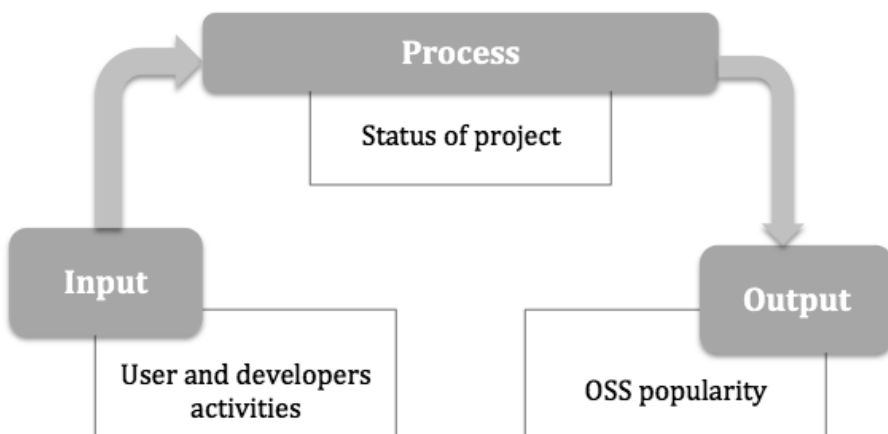 Process
Status of project
Input
Output
User and developers
activities
OSS popularity